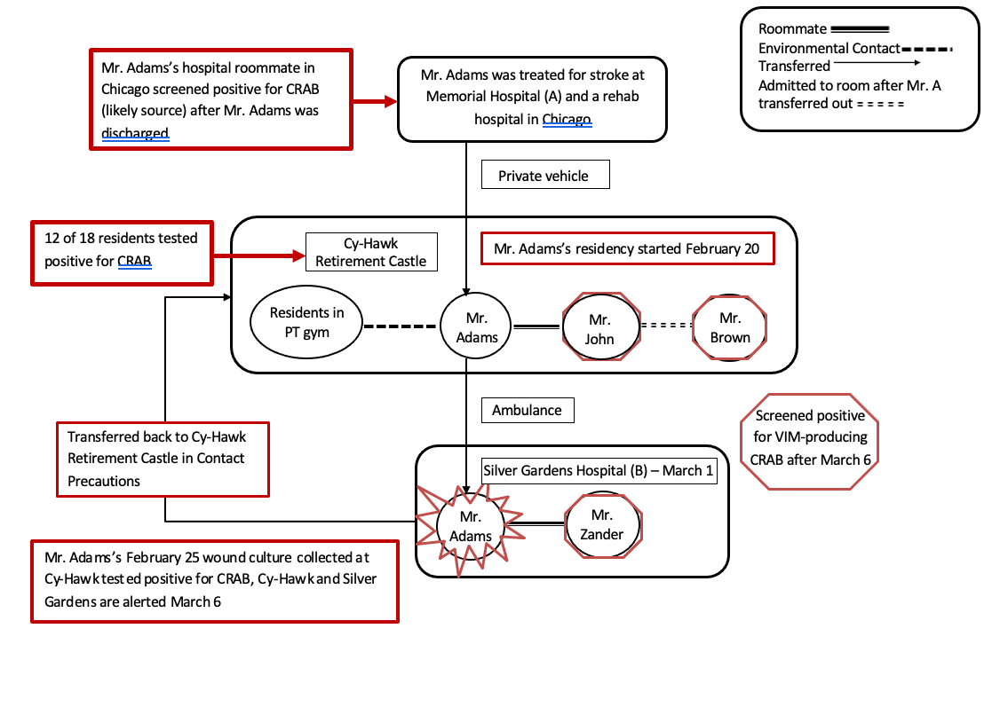 Roommate
Environmental Contact
Transferred
Admitted to room after Mr. A
transferred out
Mr. Adams's hospital roommate in
Chicago screened positive for CRAB
(likely source) after Mr. Adams was
discharged
Mr. Adams was treated for stroke at
Memorial Hospital (A) and a rehab
hospital in Chicago
Private vehicle
12 of 18 residents tested
positive for CRAB
Cy-Hawk
Retirement Castle
Mr. Adams's residency started February 20
Residents in
PT gym
Mr.
Adams
Mr.
John
Mr.
Brown
Ambulance
Screened positive
for VIM-producing
CRAB after March 6
Transferred back to Cy-Hawk
Retirement Castle in Contact
Precautions
Silver Gardens Hospital (B) – March 1
Mr.
Adams
Mr.
Zander
Mr. Adams's February 25 wound culture collected at
Cy-Hawk tested positive for CRAB, Cy-Hawk and Silver
Gardens are alerted March 6